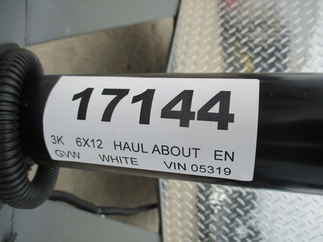 17144
3K 6X12 HAUL ABOUT EN
GVW WHITE VIN 05319